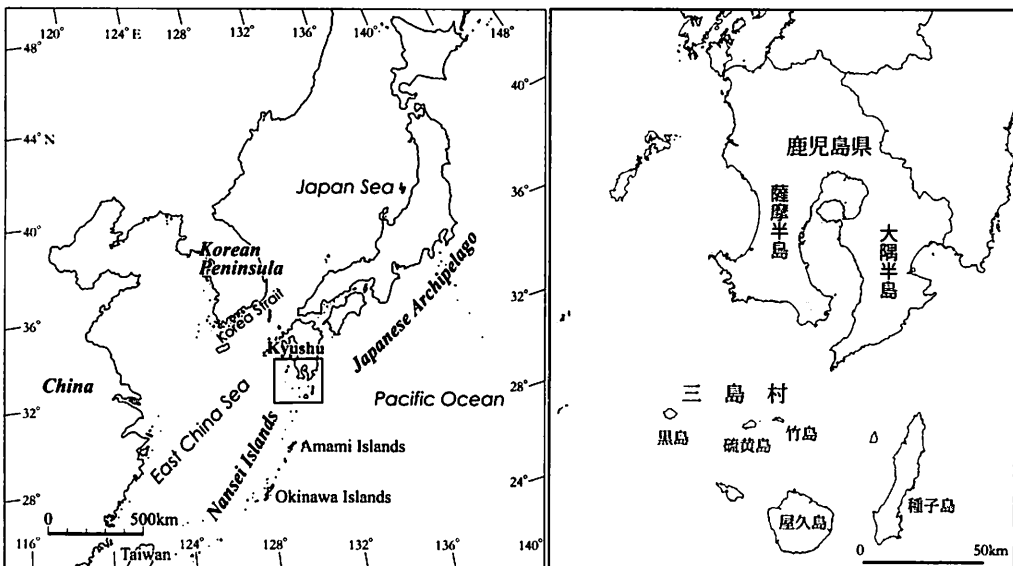 120° 124° E 128° 132° 136° 140° 144° 148°
48°
44° N
40°
36°
32°
28°
116° 120° 124° 128° 132° 136° 140°
40°
36°
32°
28°
24°
Japan Sea
Korean
Peninsula
Korea Strait
Japanese Archipelago
Kyushu
China
East China Sea
Pacific Ocean
Nansei Islands
Amami Islands
Okinawa Islands
0 500km
Taiwan
鹿児島県
薩摩半島
大隅半島
三島村
黒島
硫黄島
竹島
屋久島
種子島
0 50km